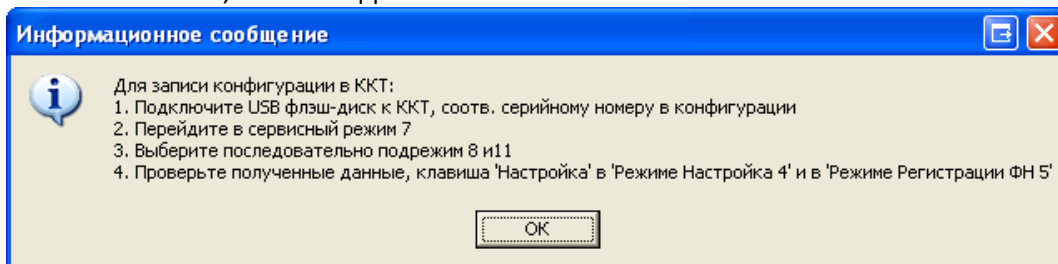 Информационное сообщение
Для записи конфигурации в ККТ:
1. Подключите USB флэш-диск к ККТ, соотв. серийному номеру в конфигурации
2. Перейдите в сервисный режим 7
3. Выберите последовательно подрежим 8 и11
4. Проверьте полученные данные, клавиша 'Настройка' в 'Режиме Настройка 4' и в 'Режиме Регистрации ФН 5'
OK